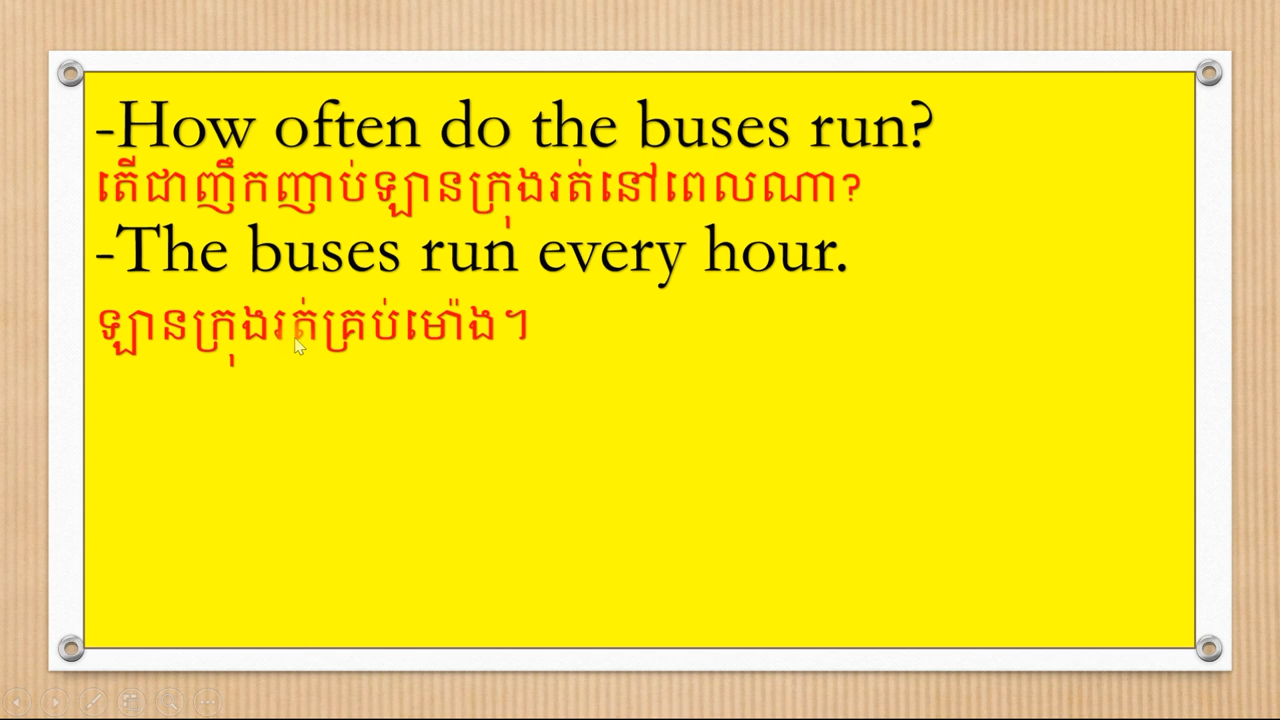 -How often do the buses run?
តើជាញឹកញាប់ឡានក្រុងរត់នៅពេលណា?
-The buses run every hour.
ឡានក្រុងរត់គ្រប់ម៉ោង។